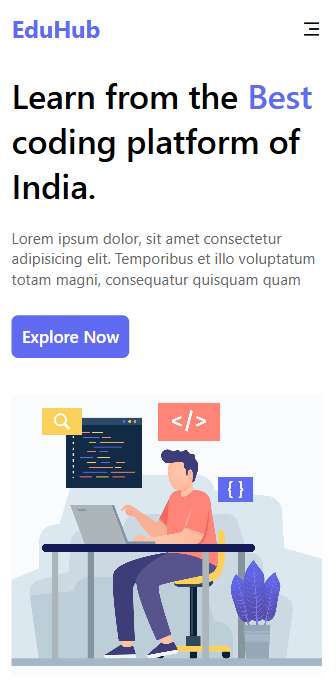 EduHub
Learn from the Best
coding platform of
India.
Lorem ipsum dolor, sit amet consectetur
adipisicing elit. Temporibus et illo voluptatum
totam magni, consequatur quisquam quam
Explore Now
</>
{ }